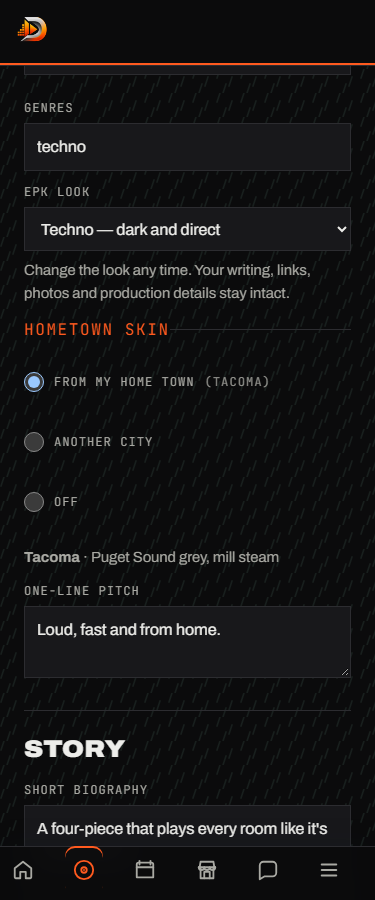 GENRES
techno
EPK LOOK
Techno — dark and direct
Change the look any time. Your writing, links,
photos and production details stay intact.
HOMETOWN SKIN
FROM MY HOME TOWN (TACOMA)
ANOTHER CITY
OFF
Tacoma · Puget Sound grey, mill steam
ONE-LINE PITCH
Loud, fast and from home.
STORY
SHORT BIOGRAPHY
A four-piece that plays every room like it's